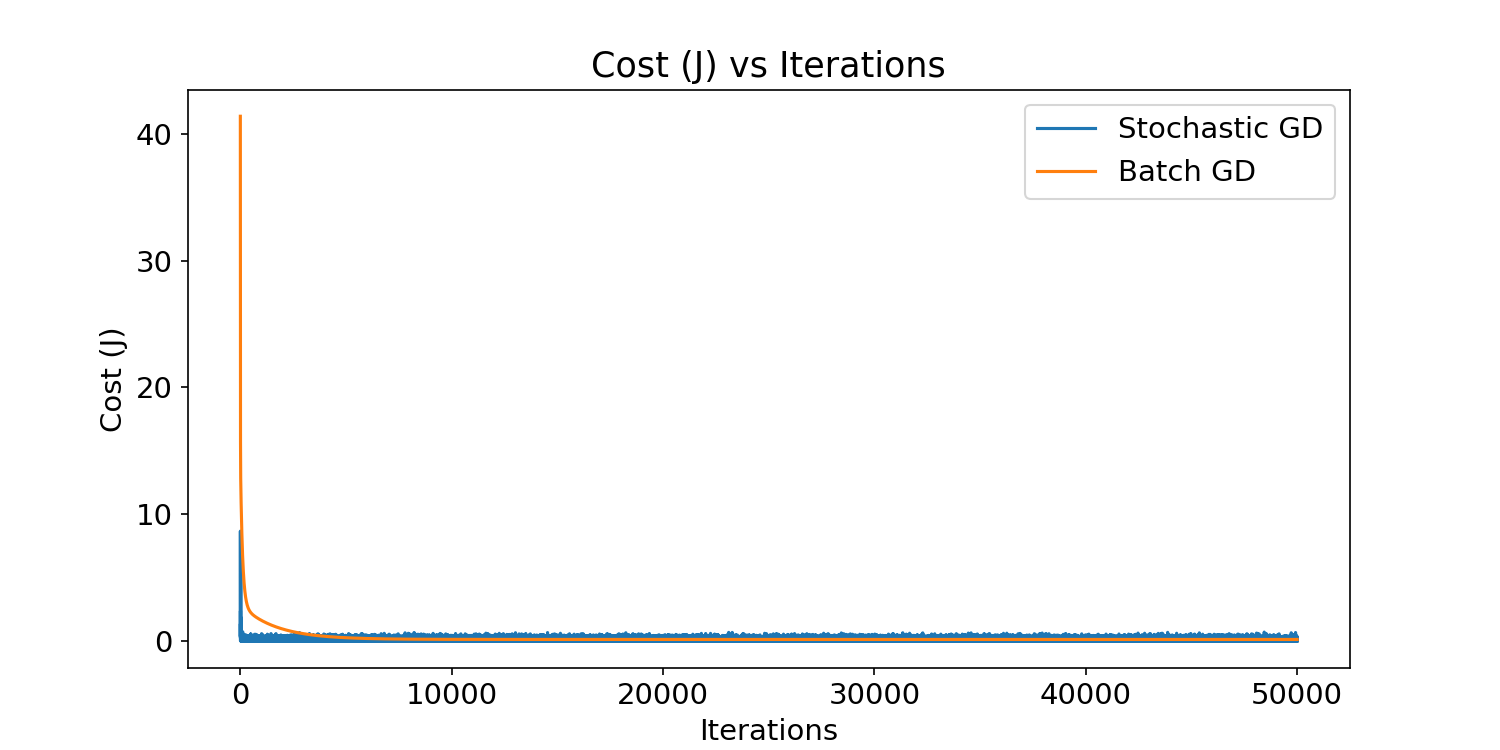 Cost (J) vs Iterations
Stochastic GD
Batch GD
Cost (J)
40
30
20
10
0
0 10000 20000 30000 40000 50000
Iterations